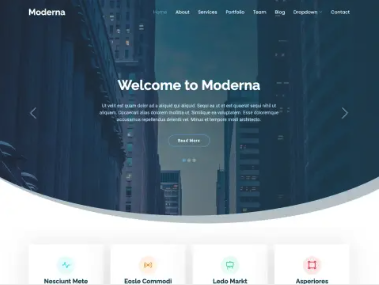 Moderna
Home About Services Portfolio Team Blog Dropdown Contact
Welcome to Moderna
Ut velit est quam dolor ad a aliquid qui aliquid. Sequi ea ut et est quaerat sequi nihil ut
aliquam. Occaecati alias dolorem mollitia ut. Similique ea voluptatem. Esse doloremque
accusamus repellendus deleniti vel. Minus et tempore modi architecto.
Read More
Nesciunt Mete
Eosle Commodi
Ledo Markt
Asperiores